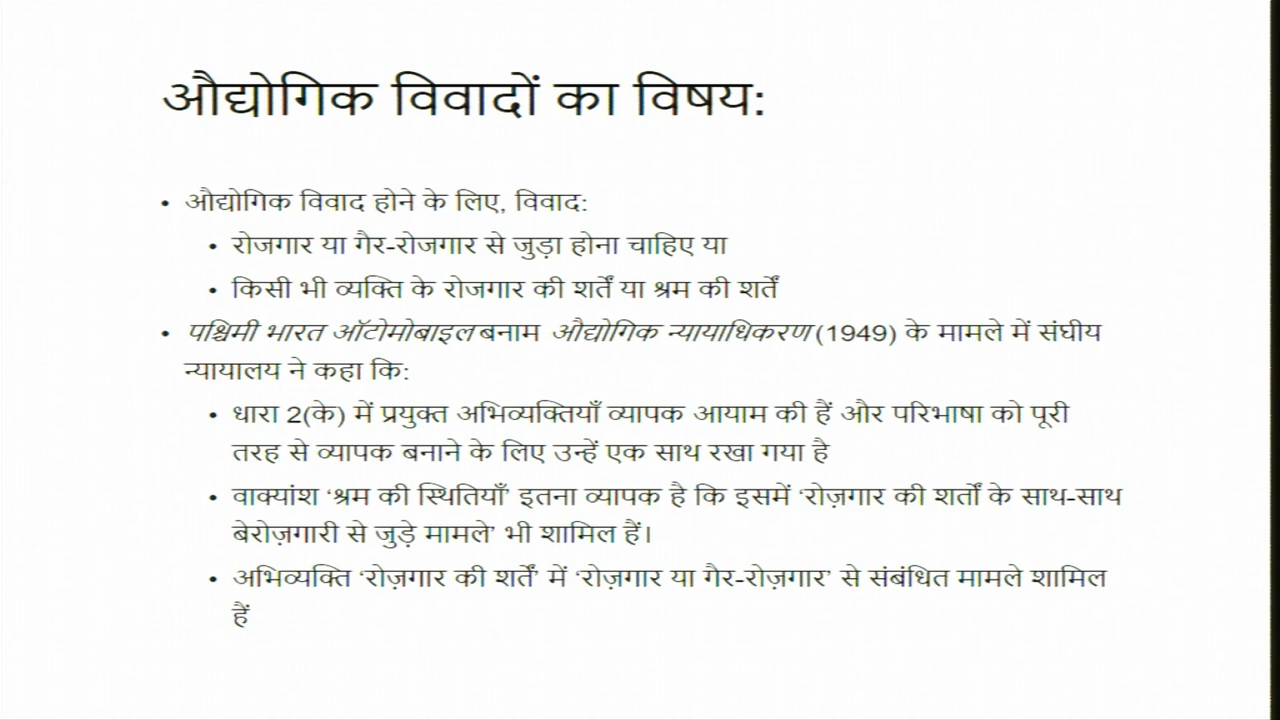 औद्योगिक विवादों का विषय:
• औद्योगिक विवाद होने के लिए, विवाद:
• रोजगार या गैर-रोजगार से जुड़ा होना चाहिए या
• किसी भी व्यक्ति के रोजगार की शर्तें या श्रम की शर्तें
• पश्चिमी भारत ऑटोमोबाइल बनाम औद्योगिक न्यायाधिकरण (1949) के मामले में संघीय
न्यायालय ने कहा कि:
• धारा 2(के) में प्रयुक्त अभिव्यक्तियाँ व्यापक आयाम की हैं और परिभाषा को पूरी
तरह से व्यापक बनाने के लिए उन्हें एक साथ रखा गया है
• वाक्यांश ‘श्रम की स्थितियाँ’ इतना व्यापक है कि इसमें ‘रोज़गार की शर्तों के साथ-साथ
बेरोज़गारी से जुड़े मामले’ भी शामिल हैं।
• अभिव्यक्ति ‘रोज़गार की शर्तें’ में ‘रोज़गार या गैर-रोज़गार’ से संबंधित मामले शामिल
हैं